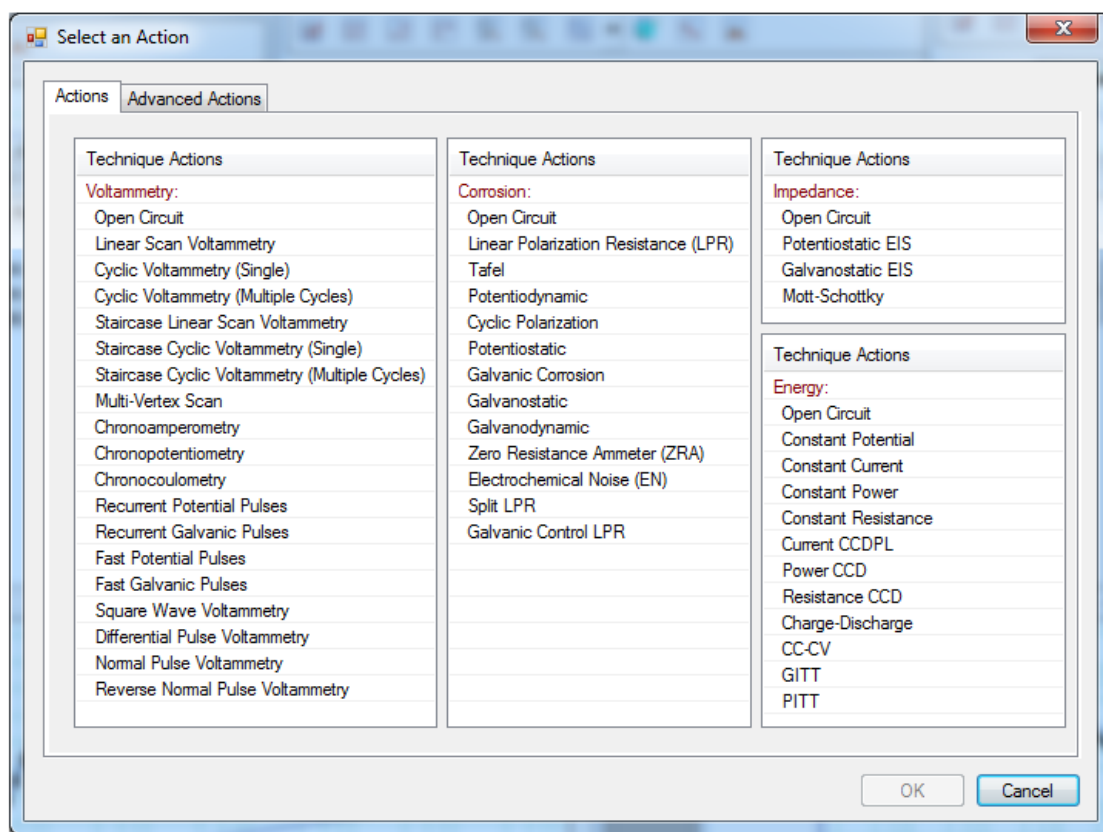 Select an Action
Actions
Advanced Actions
Technique Actions
Voltammetry:
Open Circuit
Linear Scan Voltammetry
Cyclic Voltammetry (Single)
Cyclic Voltammetry (Multiple Cycles)
Staircase Linear Scan Voltammetry
Staircase Cyclic Voltammetry (Single)
Staircase Cyclic Voltammetry (Multiple Cycles)
Multi-Vertex Scan
Chronoamperometry
Chronopotentiometry
Chronocoulometry
Recurrent Potential Pulses
Recurrent Galvanic Pulses
Fast Potential Pulses
Fast Galvanic Pulses
Square Wave Voltammetry
Differential Pulse Voltammetry
Normal Pulse Voltammetry
Reverse Normal Pulse Voltammetry
Technique Actions
Corrosion:
Open Circuit
Linear Polarization Resistance (LPR)
Tafel
Potentiodynamic
Cyclic Polarization
Potentiostatic
Galvanic Corrosion
Galvanostatic
Galvanodynamic
Zero Resistance Ammeter (ZRA)
Electrochemical Noise (EN)
Split LPR
Galvanic Control LPR
Technique Actions
Impedance:
Open Circuit
Potentiostatic EIS
Galvanostatic EIS
Mott-Schottky
Technique Actions
Energy:
Open Circuit
Constant Potential
Constant Current
Constant Power
Constant Resistance
Current CCDPL
Power CCD
Resistance CCD
Charge-Discharge
CC-CV
GITT
PITT
OK
Cancel